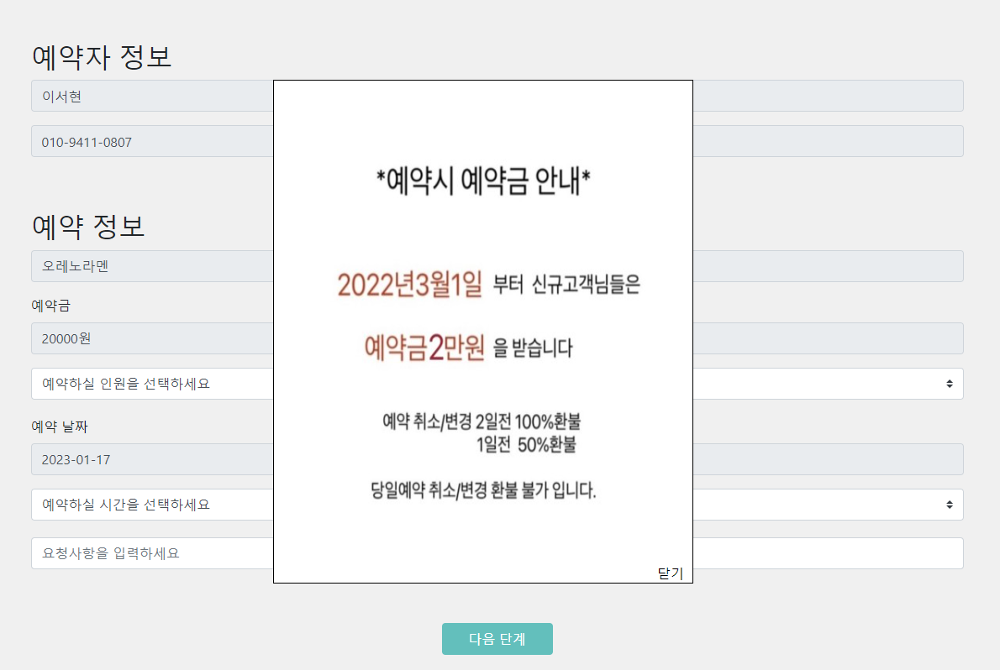 예약자 정보
이서현
010-9411-0807
예약 정보
오레노라멘
예약금
20000원
예약하실 인원을 선택하세요
예약 날짜
2023-01-17
예약하실 시간을 선택하세요
요청사항을 입력하세요
*예약시 예약금 안내*
2022년3월1일 부터 신규고객님들은
예약금2만원 을 받습니다
예약 취소/변경 2일전 100%환불
1일전 50%환불
당일예약 취소/변경 환불 불가 입니다.
닫기
다음 단계